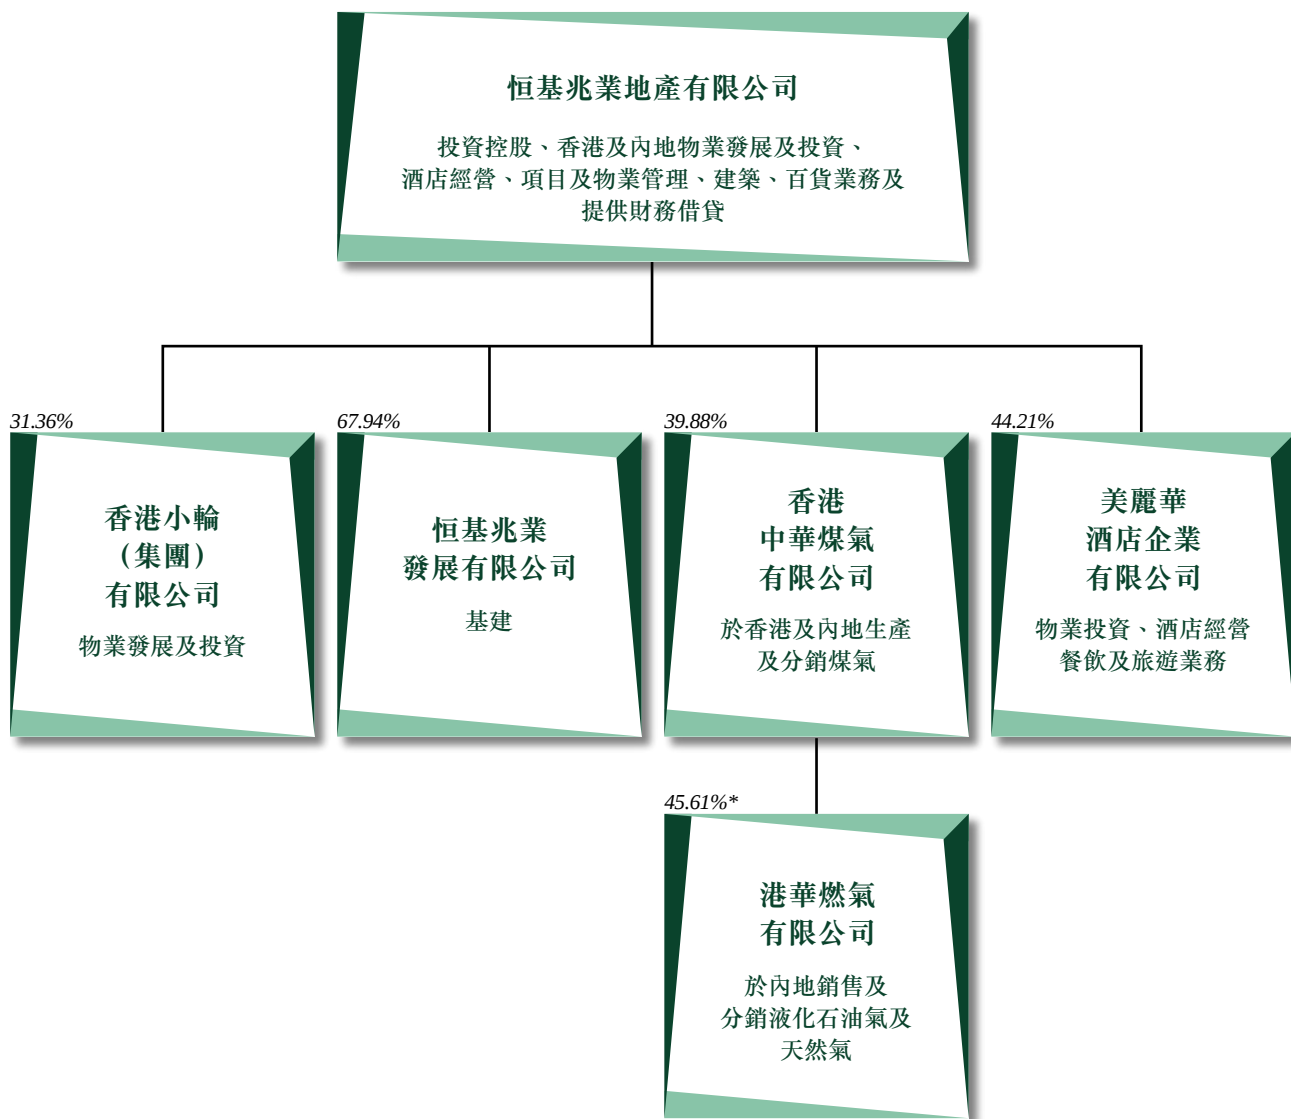 恒基兆業地產有限公司
投資控股、香港及內地物業發展及投資、
酒店經營、項目及物業管理、建築、百貨業務及
提供財務借貸
31.36%
香港小輪
（集團）
有限公司
物業發展及投資
67.94%
恒基兆業
發展有限公司
基建
39.88%
香港
中華煤氣
有限公司
於香港及內地生產
及分銷煤氣
44.21%
美麗華
酒店企業
有限公司
物業投資、酒店經營
餐飲及旅遊業務
45.61%*
港華燃氣
有限公司
於內地銷售及
分銷液化石油氣及
天然氣